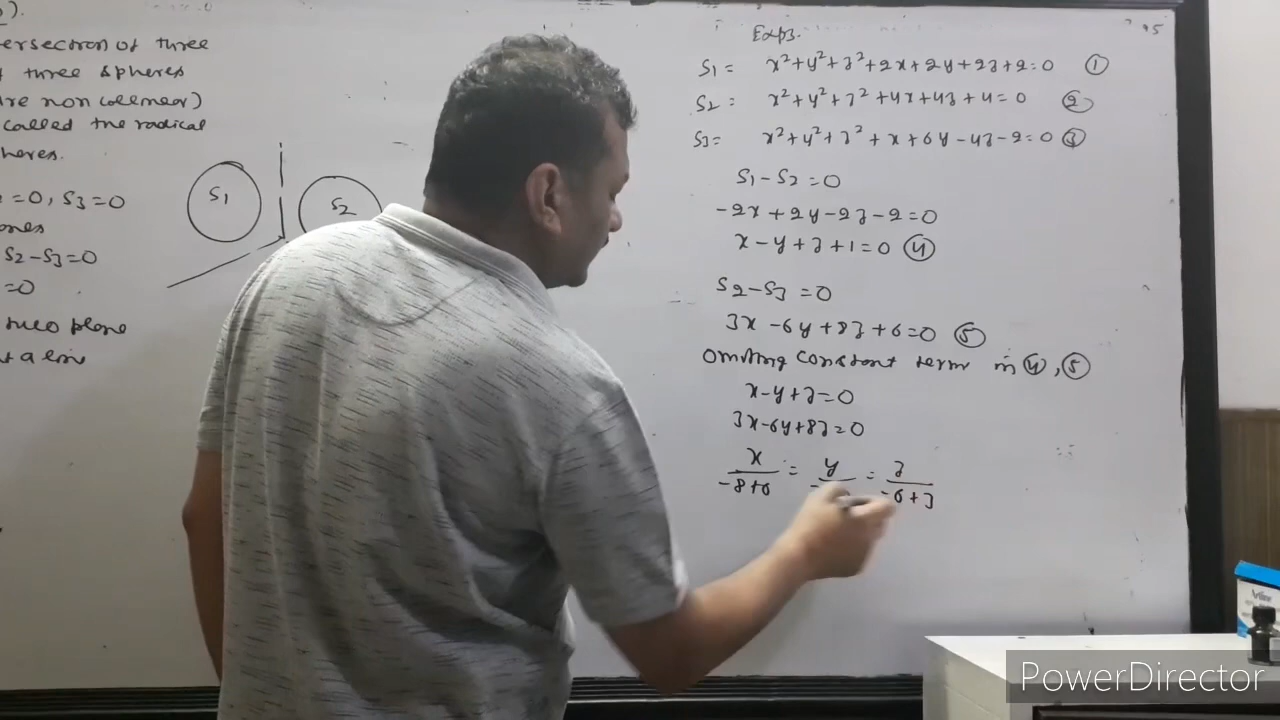 ersection of three
three spheres
are non collinear)
called the radical
heres.
=0, S3=0
ones
S2-S3=0
=0
two plane
t a lin
S1
S2
Exp3.
S1 = x²+y²+z²+2x+2y+2z+2=0 ①
S2 = x²+y²+z²+4x+4z+4=0 ②
S3 = x²+y²+z²+x+6y-4z-2=0 ③
S1-S2=0
-2x+2y-2z-2=0
x-y+z+1=0 ④
S2-S3=0
3x-6y+8z+6=0 ⑤
Omitting constant term in ④, ⑤
x-y+z=0
3x-6y+8z=0
x/-8+6 = y/- = z/-6+3
Artline
PowerDirector